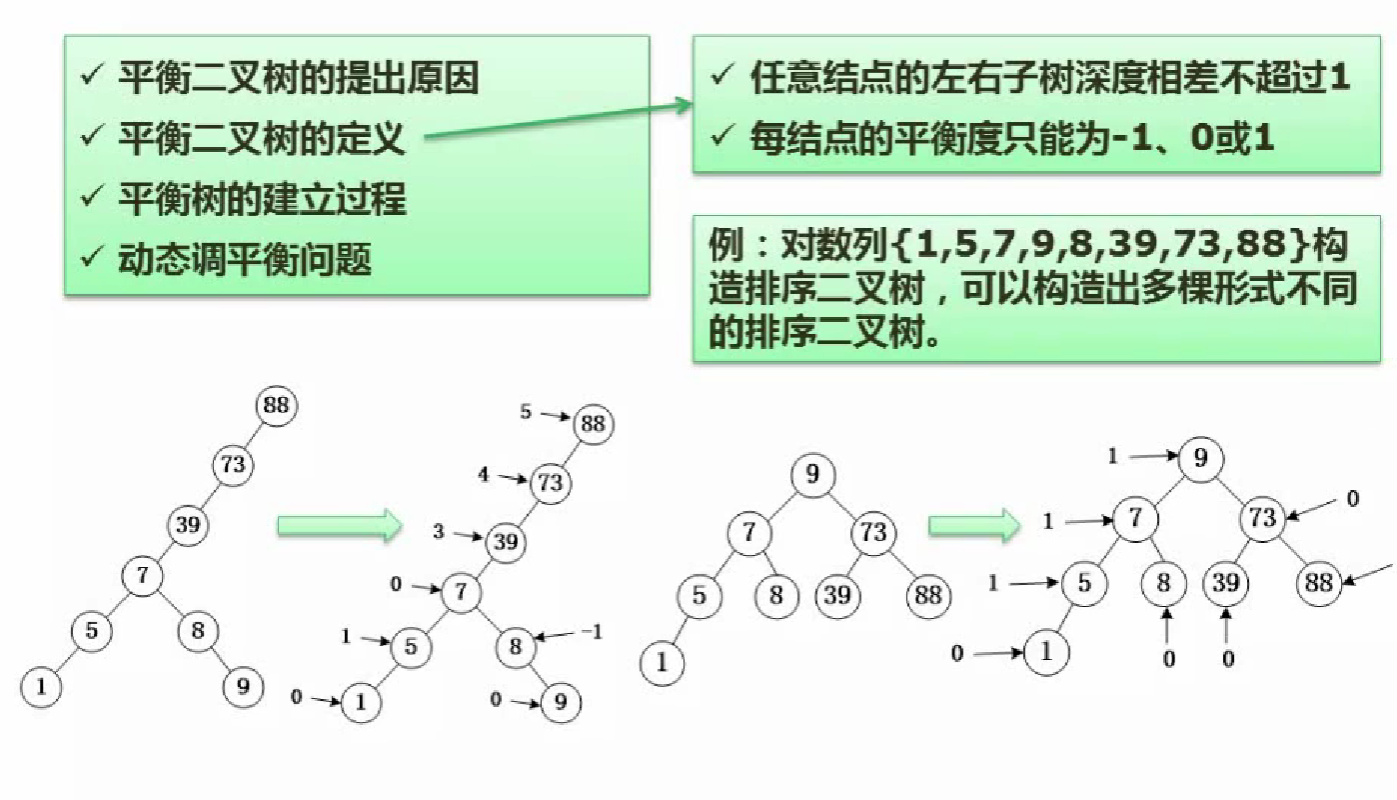 ✓ 平衡二叉树的提出原因
✓ 平衡二叉树的定义
✓ 平衡树的建立过程
✓ 动态调平衡问题
✓ 任意结点的左右子树深度相差不超过1
✓ 每结点的平衡度只能为-1、0或1
例：对数列{1,5,7,9,8,39,73,88}构
造排序二叉树，可以构造出多棵形式不同
的排序二叉树。
88
73
39
7
5 8
1 9
5 88
4 73
3 39
0 7
1 5 8 -1
0 1 0 9
9
7 73
5 8 39 88
1
1 9
1 7 73 0
1 5 8 39 88
0 1 0 0